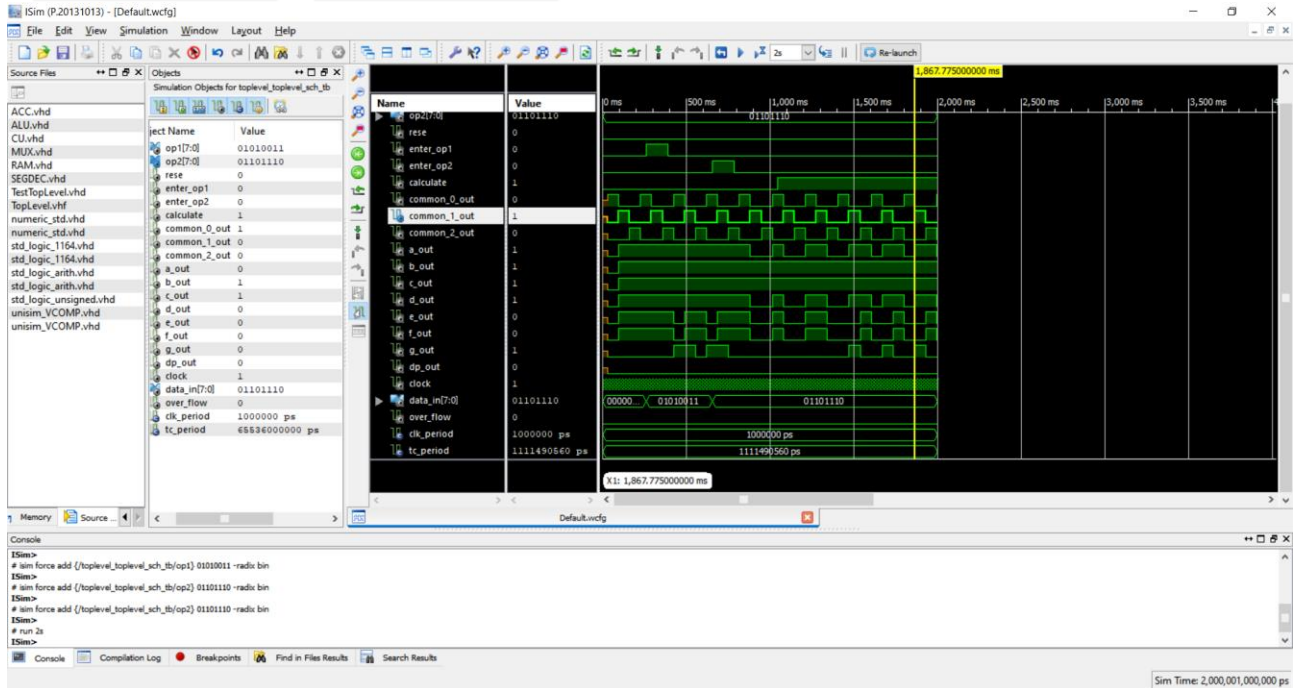 ISim (P.20131013) - [Default.wcfg]
File Edit View Simulation Window Layout Help
2s Re-launch
Source Files
ACC.vhd
ALU.vhd
CU.vhd
MUX.vhd
RAM.vhd
SEGDEC.vhd
TestTopLevel.vhd
TopLevel.vhf
numeric_std.vhd
numeric_std.vhd
std_logic_1164.vhd
std_logic_1164.vhd
std_logic_arith.vhd
std_logic_arith.vhd
std_logic_unsigned.vhd
unisim_VCOMP.vhd
unisim_VCOMP.vhd
Memory Source ...
Objects
Simulation Objects for toplevel_toplevel_sch_tb
ject Name Value
op1[7:0] 01010011
op2[7:0] 01101110
rese 0
enter_op1 0
enter_op2 0
calculate 1
common_0_out 1
common_1_out 0
common_2_out 0
a_out 0
b_out 1
c_out 1
d_out 0
e_out 0
f_out 0
g_out 0
dp_out 0
clock 1
data_in[7:0] 01101110
over_flow 0
clk_period 1000000 ps
tc_period 65536000000 ps
1,867.775000000 ms
Name Value 0 ms 500 ms 1,000 ms 1,500 ms 2,000 ms 2,500 ms 3,000 ms 3,500 ms
op2[7:0] 01101110 01101110
rese 0
enter_op1 0
enter_op2 0
calculate 1
common_0_out 0
common_1_out 1
common_2_out 0
a_out 1
b_out 1
c_out 1
d_out 1
e_out 0
f_out 0
g_out 1
dp_out 0
clock 1
data_in[7:0] 01101110 00000... 01010011 01101110
over_flow 0
clk_period 1000000 ps 1000000 ps
tc_period 1111490560 ps 1111490560 ps
X1: 1,867.775000000 ms
Default.wcfg
Console
ISim>
# isim force add {/toplevel_toplevel_sch_tb/op1} 01010011 -radix bin
ISim>
# isim force add {/toplevel_toplevel_sch_tb/op2} 01101110 -radix bin
ISim>
# isim force add {/toplevel_toplevel_sch_tb/op2} 01101110 -radix bin
ISim>
# run 2s
ISim>
Console Compilation Log Breakpoints Find in Files Results Search Results
Sim Time: 2,000,001,000,000 ps